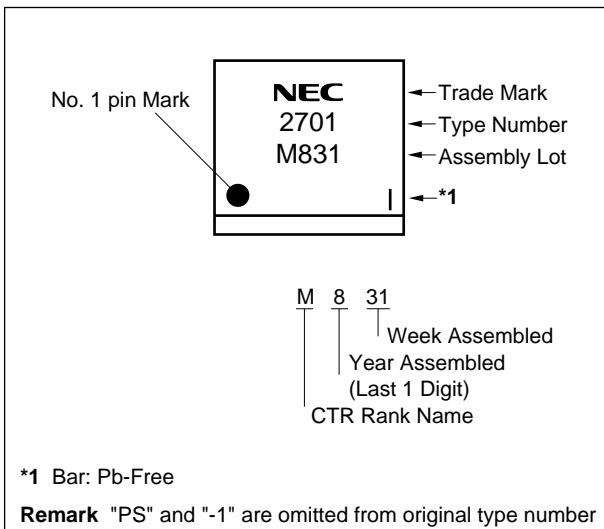 No. 1 pin Mark
NEC
2701
M831
Trade Mark
Type Number
Assembly Lot
*1
M 8 31
Week Assembled
Year Assembled
(Last 1 Digit)
CTR Rank Name
*1 Bar: Pb-Free
Remark "PS" and "-1" are omitted from original type number